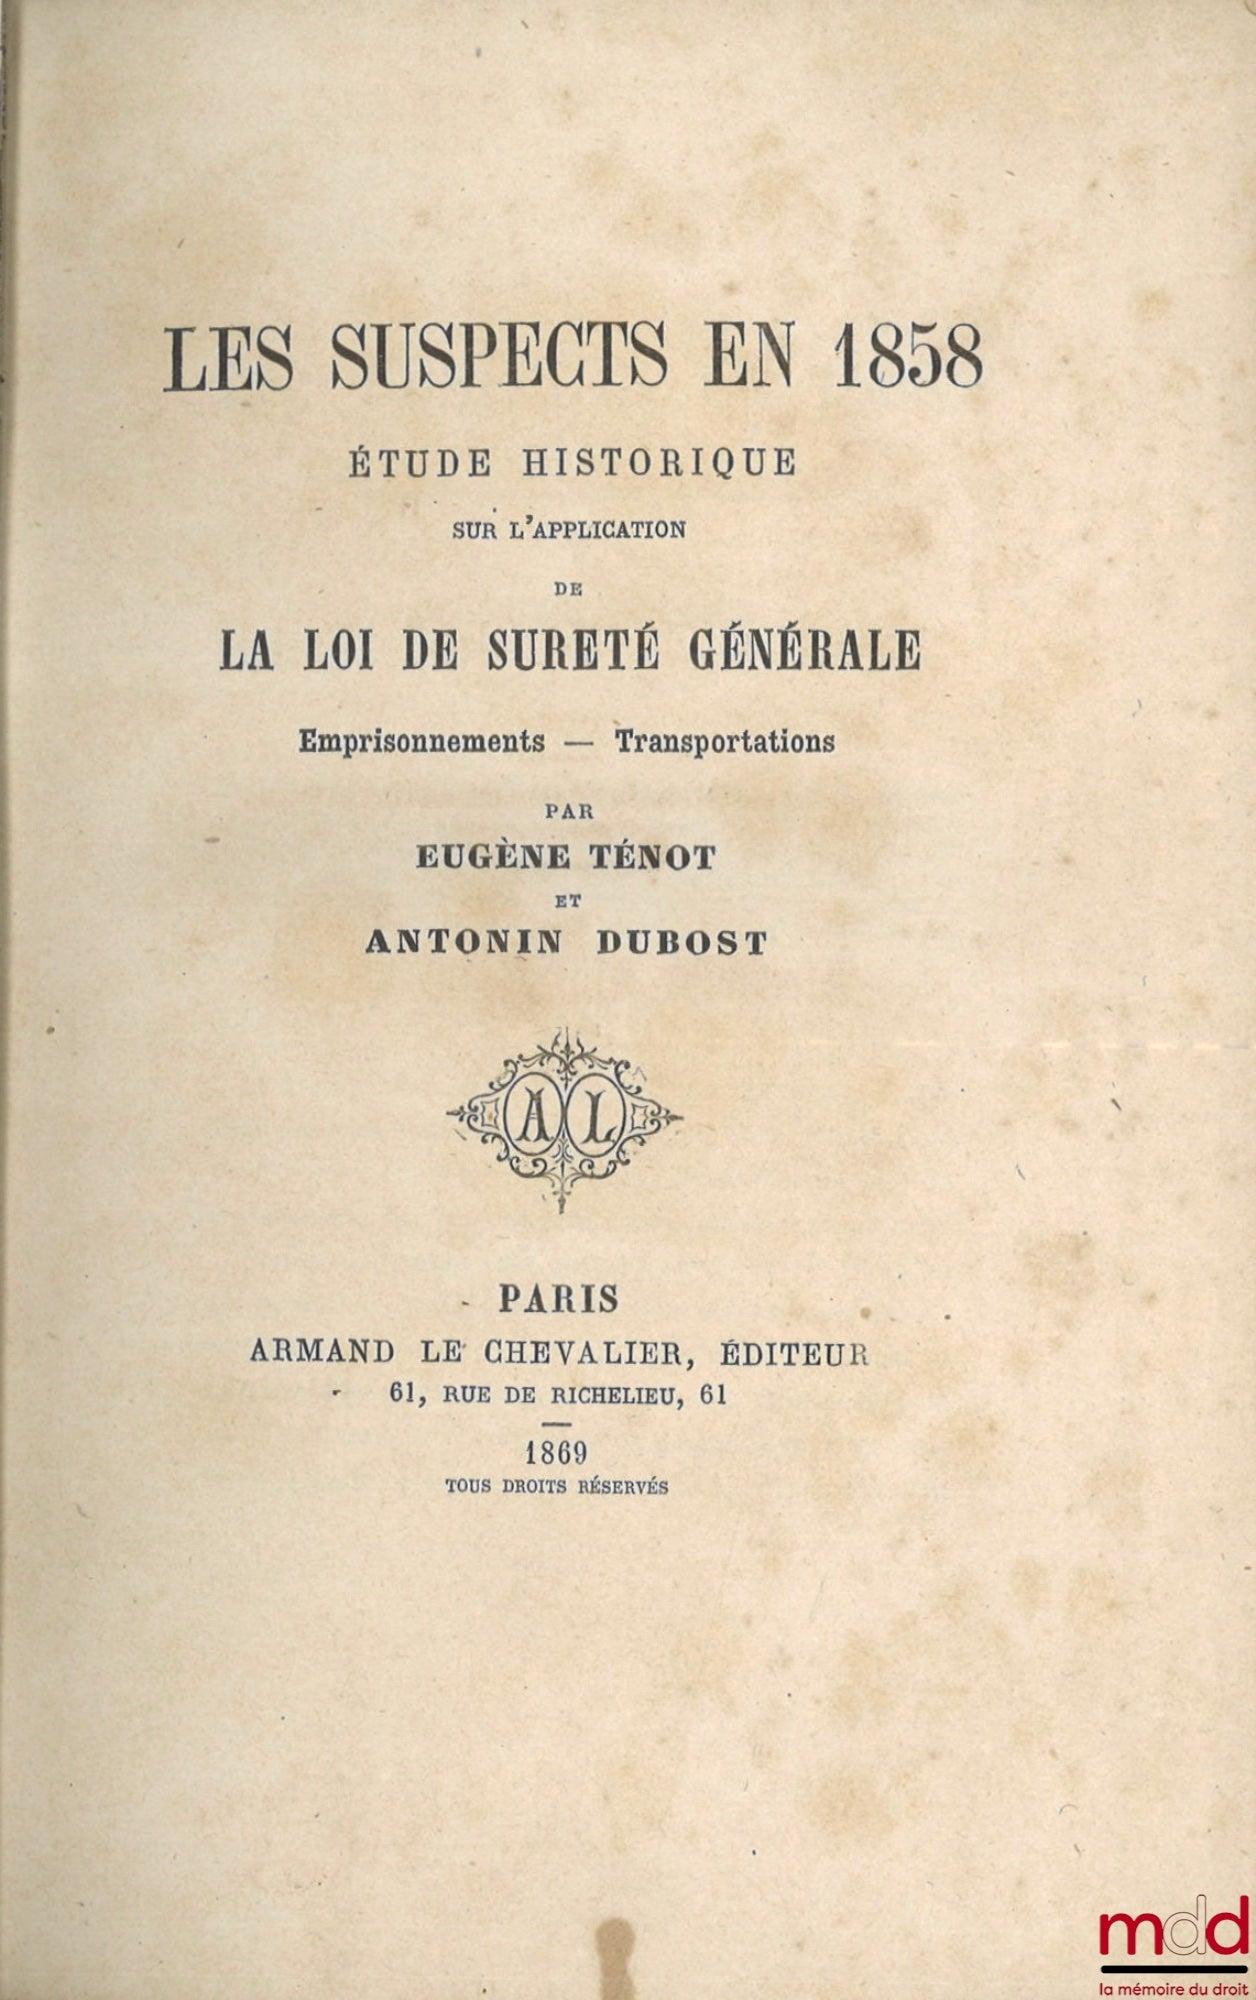 LES SUSPECTS EN 1858
ÉTUDE HISTORIQUE
SUR L'APPLICATION
DE
LA LOI DE SURETÉ GÉNÉRALE
Emprisonnements — Transportations
PAR
EUGÈNE TÉNOT
ET
ANTONIN DUBOST
AL
PARIS
ARMAND LE CHEVALIER, ÉDITEUR
61, RUE DE RICHELIEU, 61
1869
TOUS DROITS RÉSERVÉS
mdd
la mémoire du droit